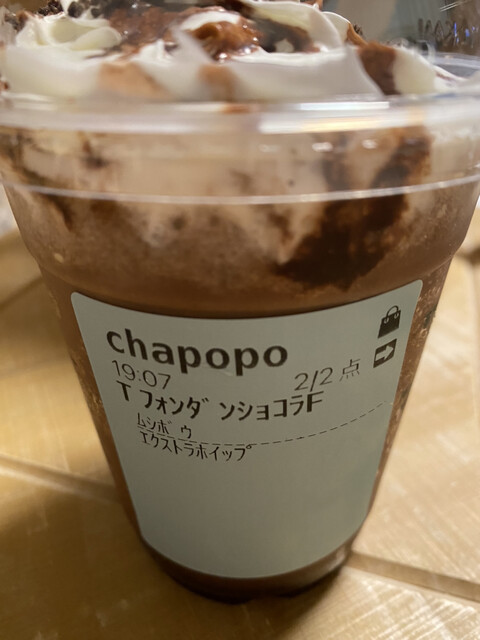 chapopo
19:07 2/2 点
T フォンダンショコラF
ムシボウ
エクストラホイップ